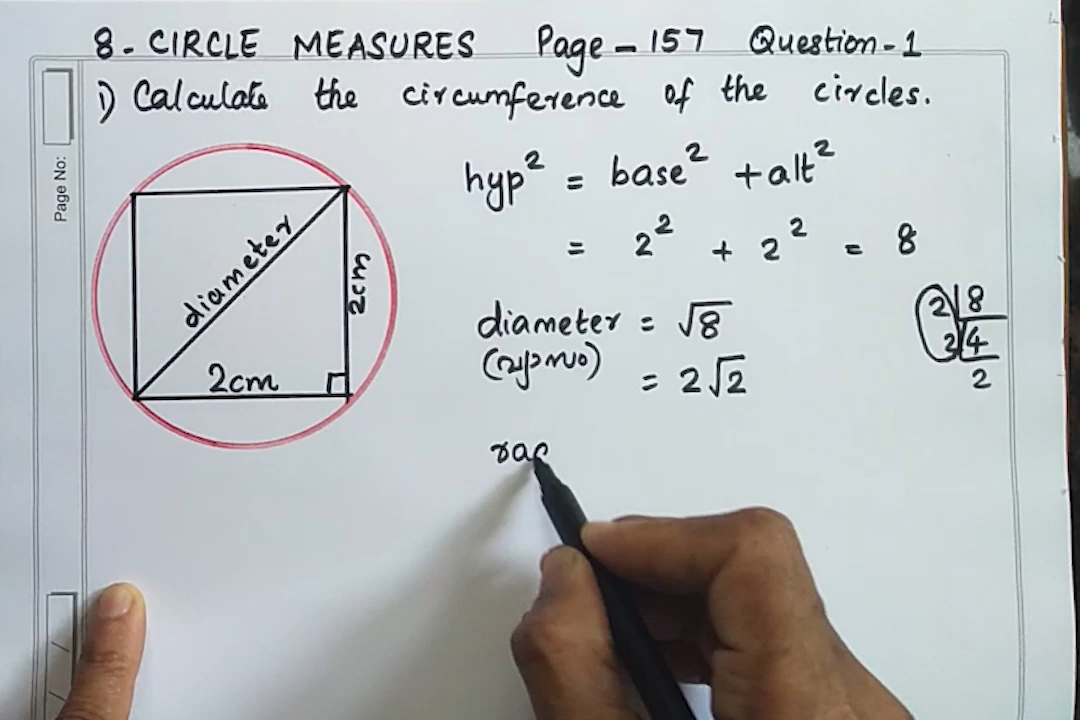 8 - CIRCLE MEASURES Page - 157 Question - 1
i) Calculate the circumference of the circles.
Page No:
hyp² = base² + alt²
= 2² + 2² = 8
diameter
2cm
2cm
diameter = √8
(വ്യാസം)
= 2√2
2 8
2 4
2
rad